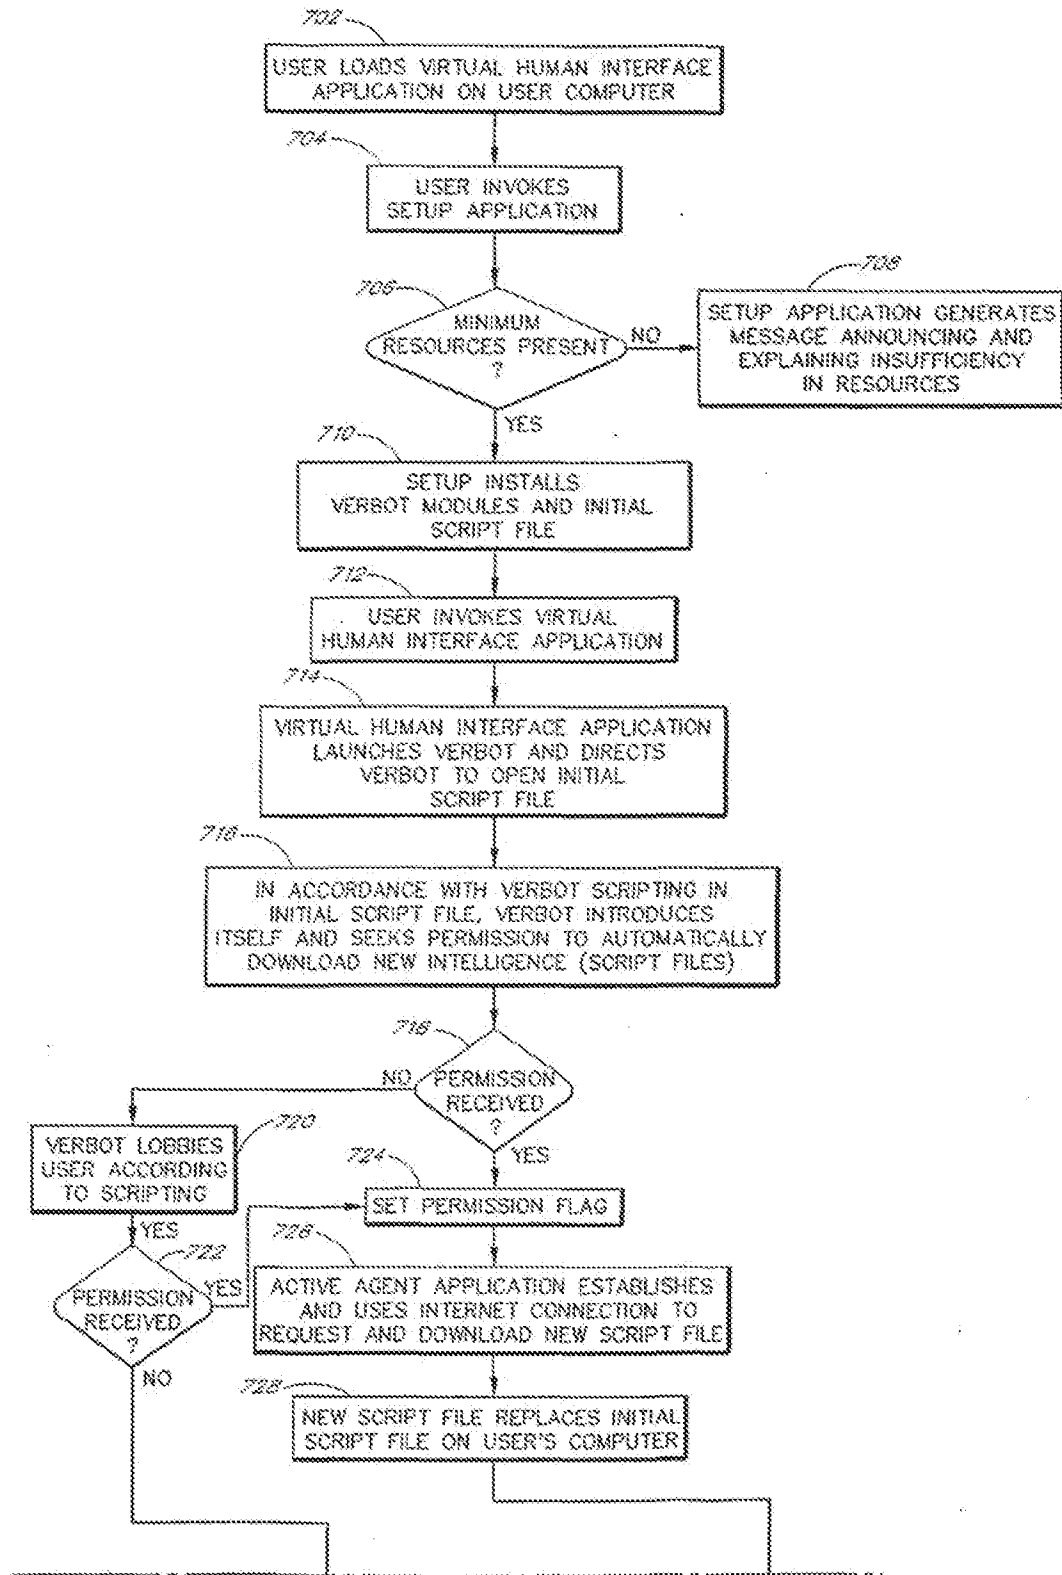 702
USER LOADS VIRTUAL HUMAN INTERFACE
APPLICATION ON USER COMPUTER
704
USER INVOKES
SETUP APPLICATION
706
MINIMUM
RESOURCES PRESENT
?
NO
708
SETUP APPLICATION GENERATES
MESSAGE ANNOUNCING AND
EXPLAINING INSUFFICIENCY
IN RESOURCES
YES
710
SETUP INSTALLS
VERBOT MODULES AND INITIAL
SCRIPT FILE
712
USER INVOKES VIRTUAL
HUMAN INTERFACE APPLICATION
714
VIRTUAL HUMAN INTERFACE APPLICATION
LAUNCHES VERBOT AND DIRECTS
VERBOT TO OPEN INITIAL
SCRIPT FILE
716
IN ACCORDANCE WITH VERBOT SCRIPTING IN
INITIAL SCRIPT FILE, VERBOT INTRODUCES
ITSELF AND SEEKS PERMISSION TO AUTOMATICALLY
DOWNLOAD NEW INTELLIGENCE (SCRIPT FILES)
718
NO
PERMISSION
RECEIVED
?
YES
720
VERBOT LOBBIES
USER ACCORDING
TO SCRIPTING
YES
722
PERMISSION
RECEIVED
?
YES
NO
724
SET PERMISSION FLAG
726
ACTIVE AGENT APPLICATION ESTABLISHES
AND USES INTERNET CONNECTION TO
REQUEST AND DOWNLOAD NEW SCRIPT FILE
728
NEW SCRIPT FILE REPLACES INITIAL
SCRIPT FILE ON USER'S COMPUTER